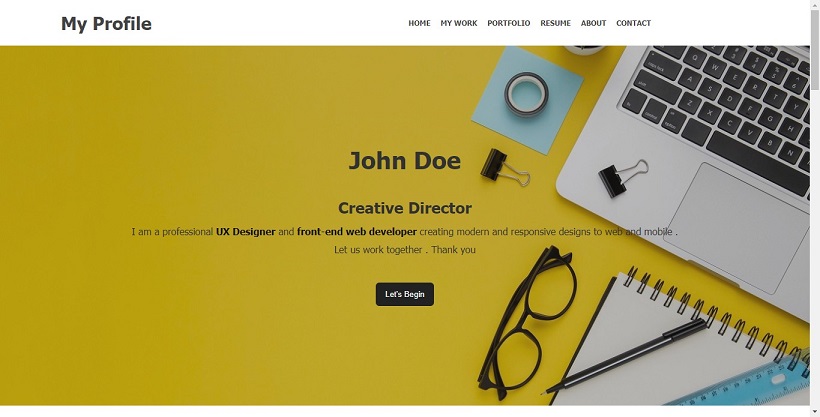 My Profile
HOME MY WORK PORTFOLIO RESUME ABOUT CONTACT
John Doe
Creative Director
I am a professional UX Designer and front-end web developer creating modern and responsive designs to web and mobile .
Let us work together . Thank you
Let's Begin